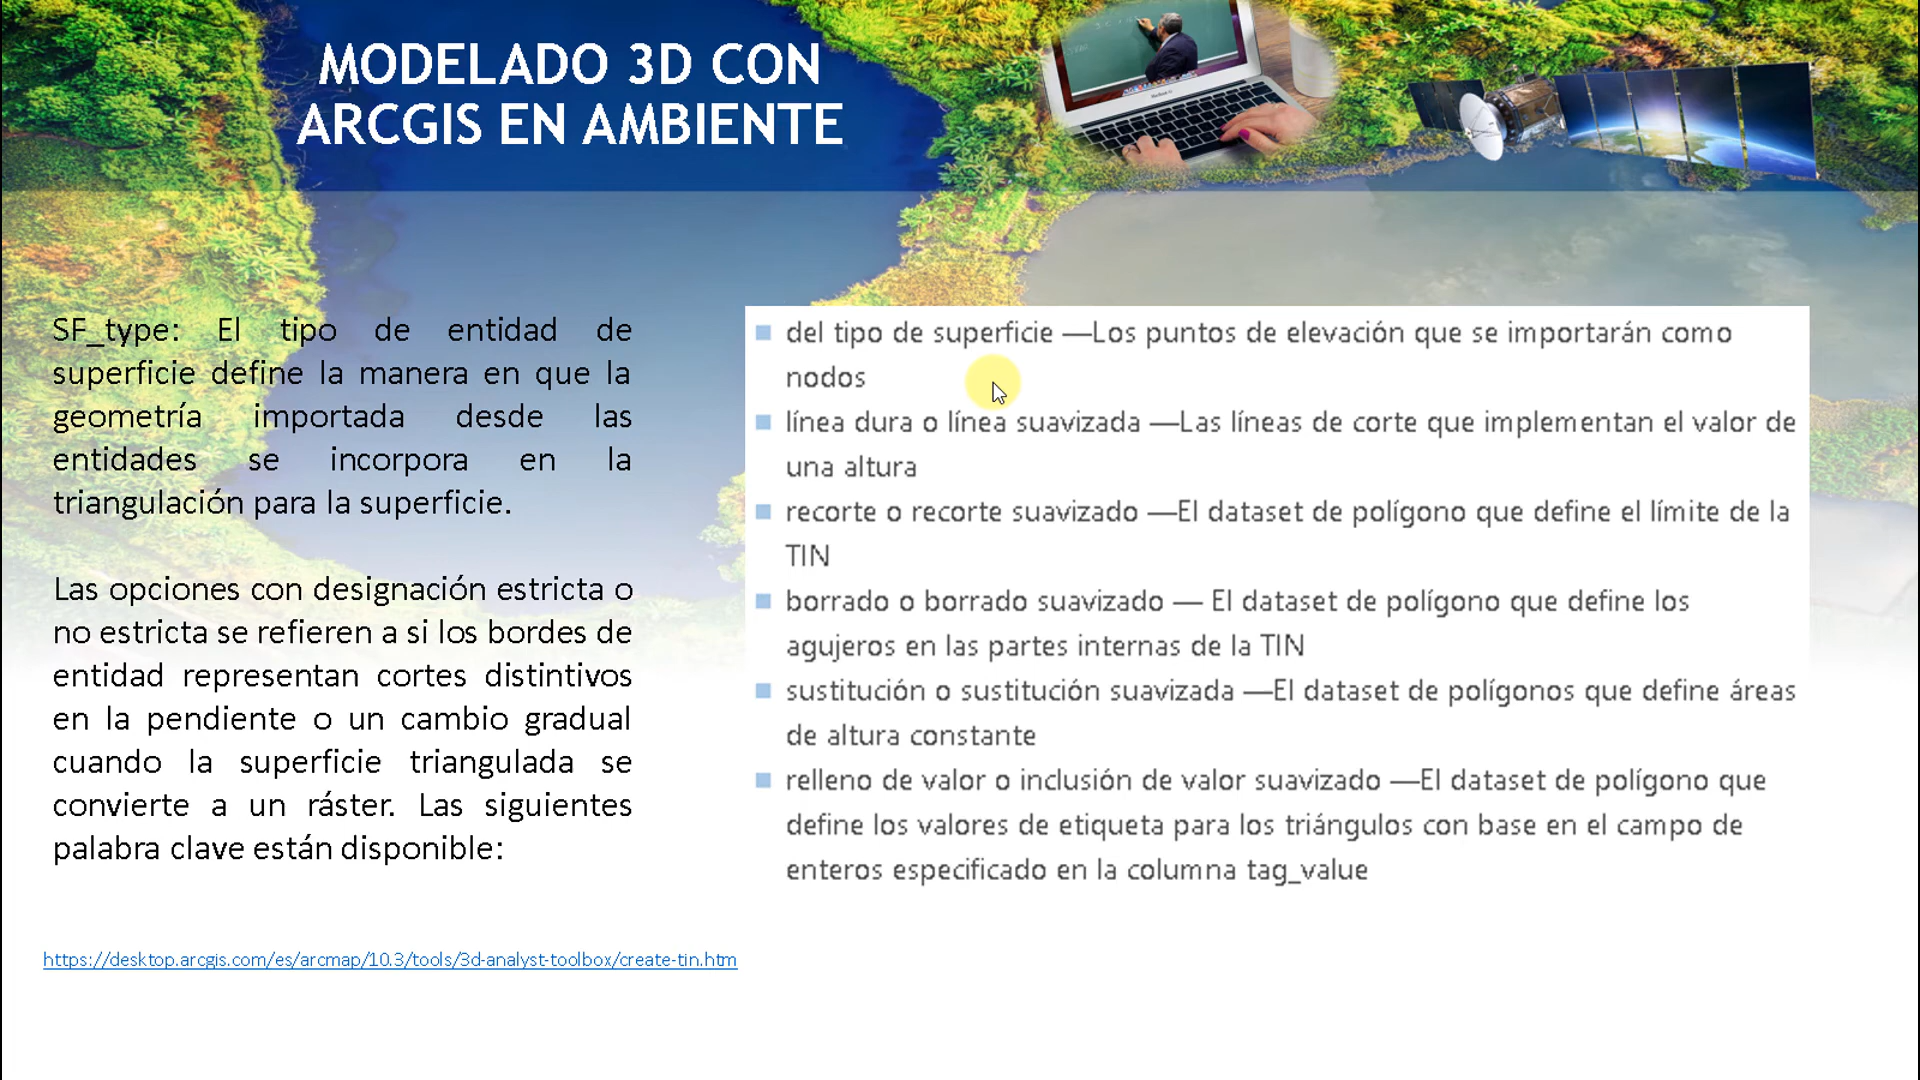 MODELADO 3D CON
ARCGIS EN AMBIENTE
SF_type: El tipo de entidad de
superficie define la manera en que la
geometría importada desde las
entidades se incorpora en la
triangulación para la superficie.
Las opciones con designación estricta o
no estricta se refieren a si los bordes de
entidad representan cortes distintivos
en la pendiente o un cambio gradual
cuando la superficie triangulada se
convierte a un ráster. Las siguientes
palabra clave están disponible:
https://desktop.arcgis.com/es/arcmap/10.3/tools/3d-analyst-toolbox/create-tin.htm
del tipo de superficie —Los puntos de elevación que se importarán como
nodos
línea dura o línea suavizada —Las líneas de corte que implementan el valor de
una altura
recorte o recorte suavizado —El dataset de polígono que define el límite de la
TIN
borrado o borrado suavizado — El dataset de polígono que define los
agujeros en las partes internas de la TIN
sustitución o sustitución suavizada —El dataset de polígonos que define áreas
de altura constante
relleno de valor o inclusión de valor suavizado —El dataset de polígono que
define los valores de etiqueta para los triángulos con base en el campo de
enteros especificado en la columna tag_value